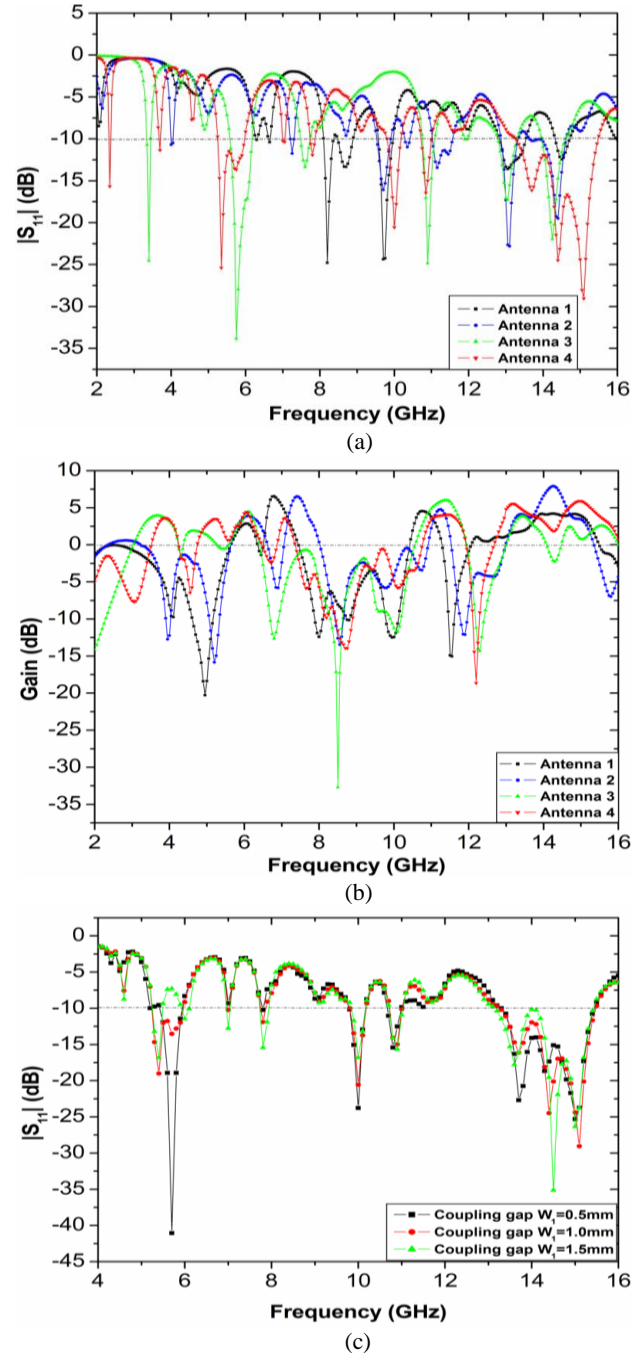 5
0
-5
-10
-15
-20
-25
-30
-35
|S11| (dB)
Antenna 1
Antenna 2
Antenna 3
Antenna 4
2 4 6 8 10 12 14 16
Frequency (GHz)
(a)
10
5
0
-5
-10
-15
-20
-25
-30
-35
Gain (dB)
Antenna 1
Antenna 2
Antenna 3
Antenna 4
2 4 6 8 10 12 14 16
Frequency (GHz)
(b)
0
-5
-10
-15
-20
-25
-30
-35
-40
-45
|S11| (dB)
Coupling gap W1=0.5mm
Coupling gap W1=1.0mm
Coupling gap W1=1.5mm
4 6 8 10 12 14 16
Frequency (GHz)
(c)